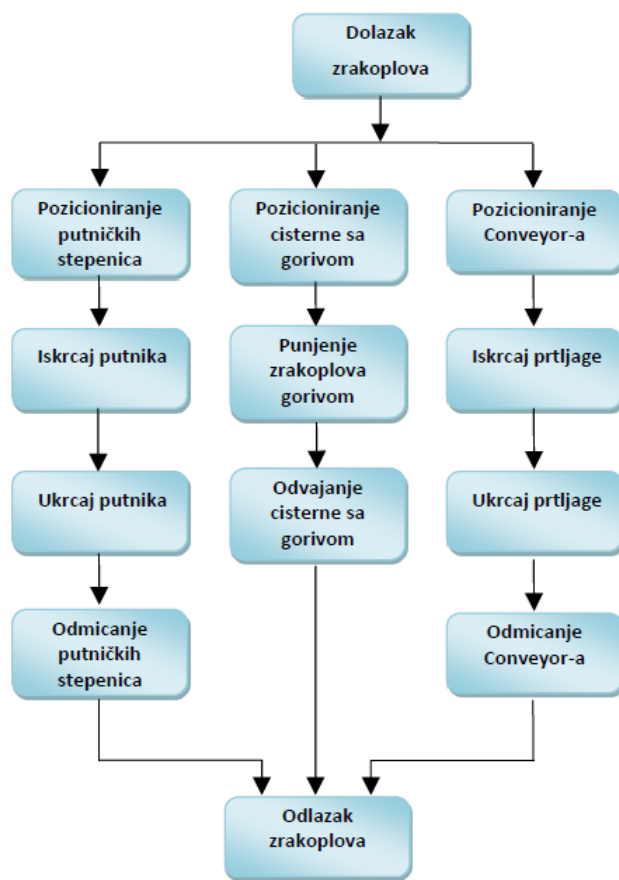 Dolazak
zrakoplova
Pozicioniranje
putničkih
stepenica
Pozicioniranje
cisterne sa
gorivom
Pozicioniranje
Conveyor-a
Iskrcaj putnika
Punjenje
zrakoplova
gorivom
Iskrcaj prtljage
Ukrcaj putnika
Odvajanje
cisterne sa
gorivom
Ukrcaj prtljage
Odmicanje
putničkih
stepenica
Odmicanje
Conveyor-a
Odlazak
zrakoplova